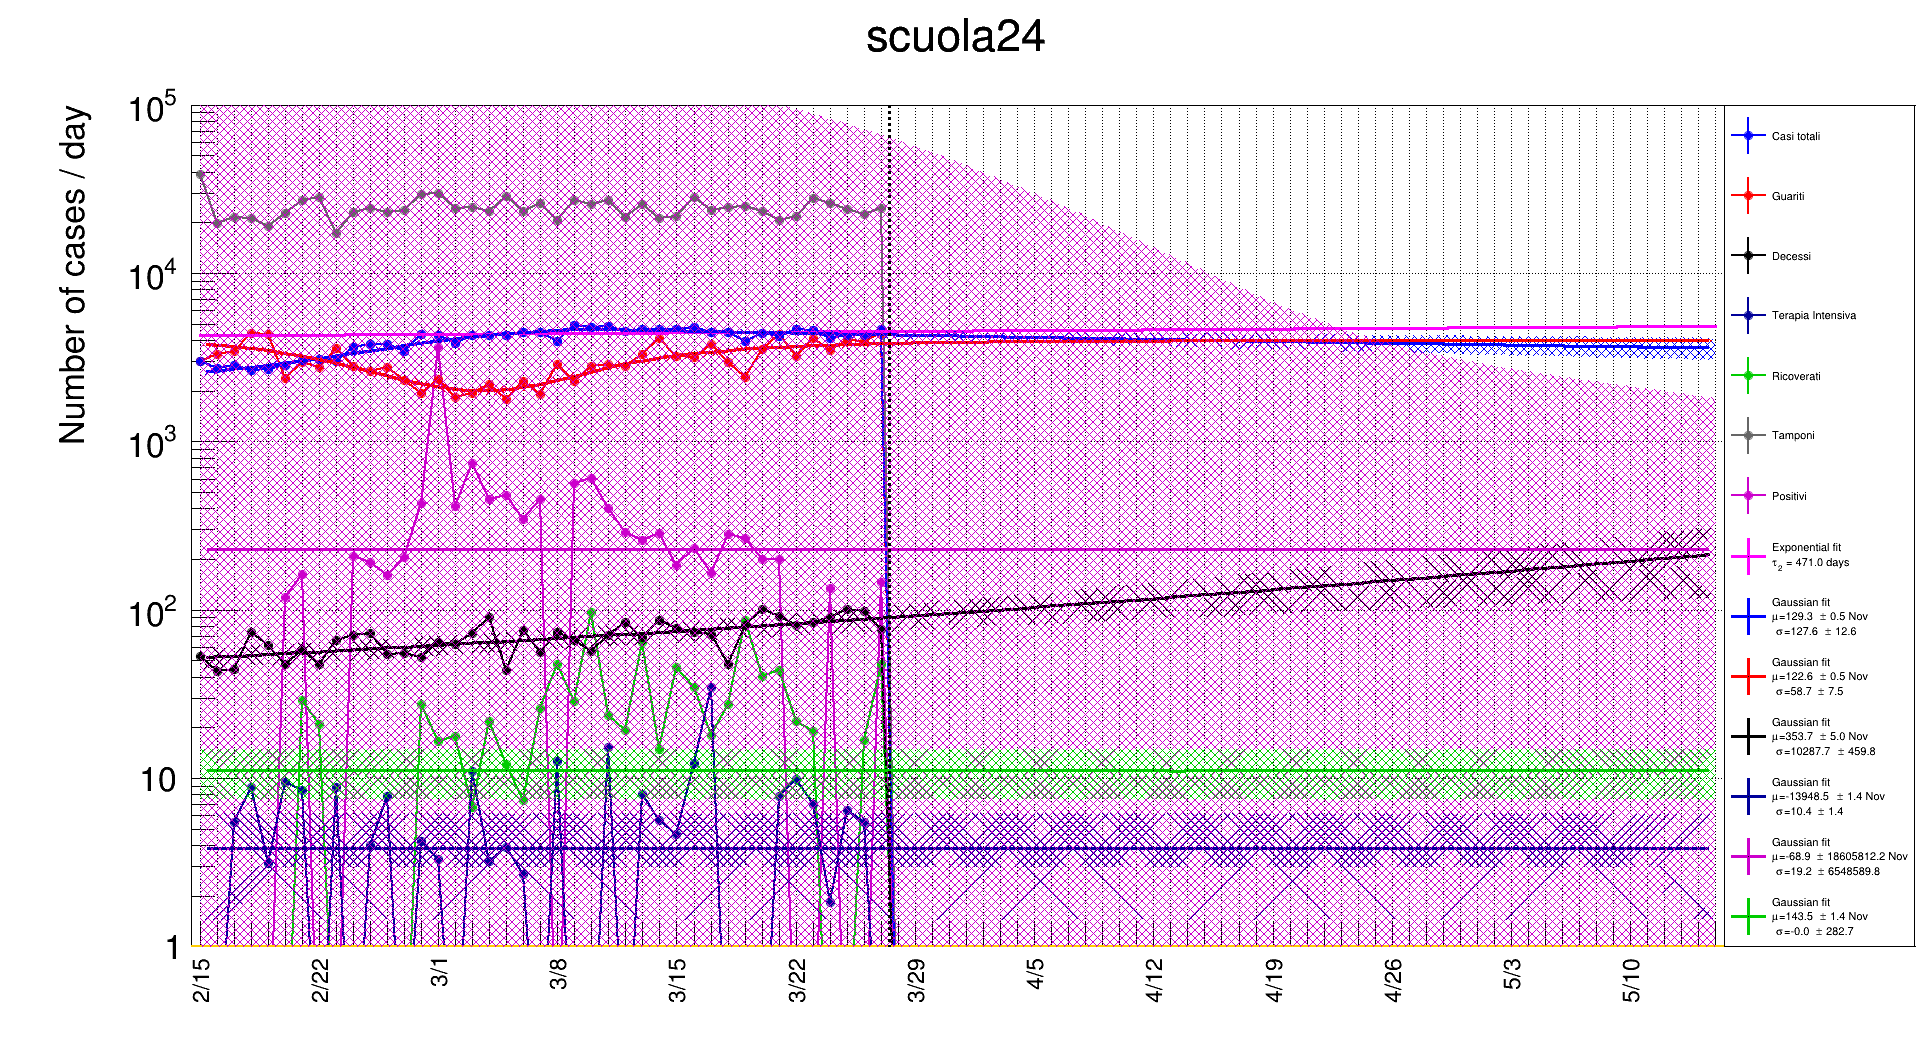 scuola24
Number of cases / day
10^5
10^4
10^3
10^2
10
1
2/15
2/22
3/1
3/8
3/15
3/22
3/29
4/5
4/12
4/19
4/26
5/3
5/10
Casi totali
Guariti
Decessi
Terapia Intensiva
Ricoverati
Tamponi
Positivi
Exponential fit
τ2 = 471.0 days
Gaussian fit
μ=129.3 ± 0.5 Nov
σ=127.6 ± 12.6
Gaussian fit
μ=122.6 ± 0.5 Nov
σ=58.7 ± 7.5
Gaussian fit
μ=353.7 ± 5.0 Nov
σ=10287.7 ± 459.8
Gaussian fit
μ=-13948.5 ± 1.4 Nov
σ=10.4 ± 1.4
Gaussian fit
μ=-68.9 ± 18605812.2 Nov
σ=19.2 ± 6548589.8
Gaussian fit
μ=143.5 ± 1.4 Nov
σ=-0.0 ± 282.7